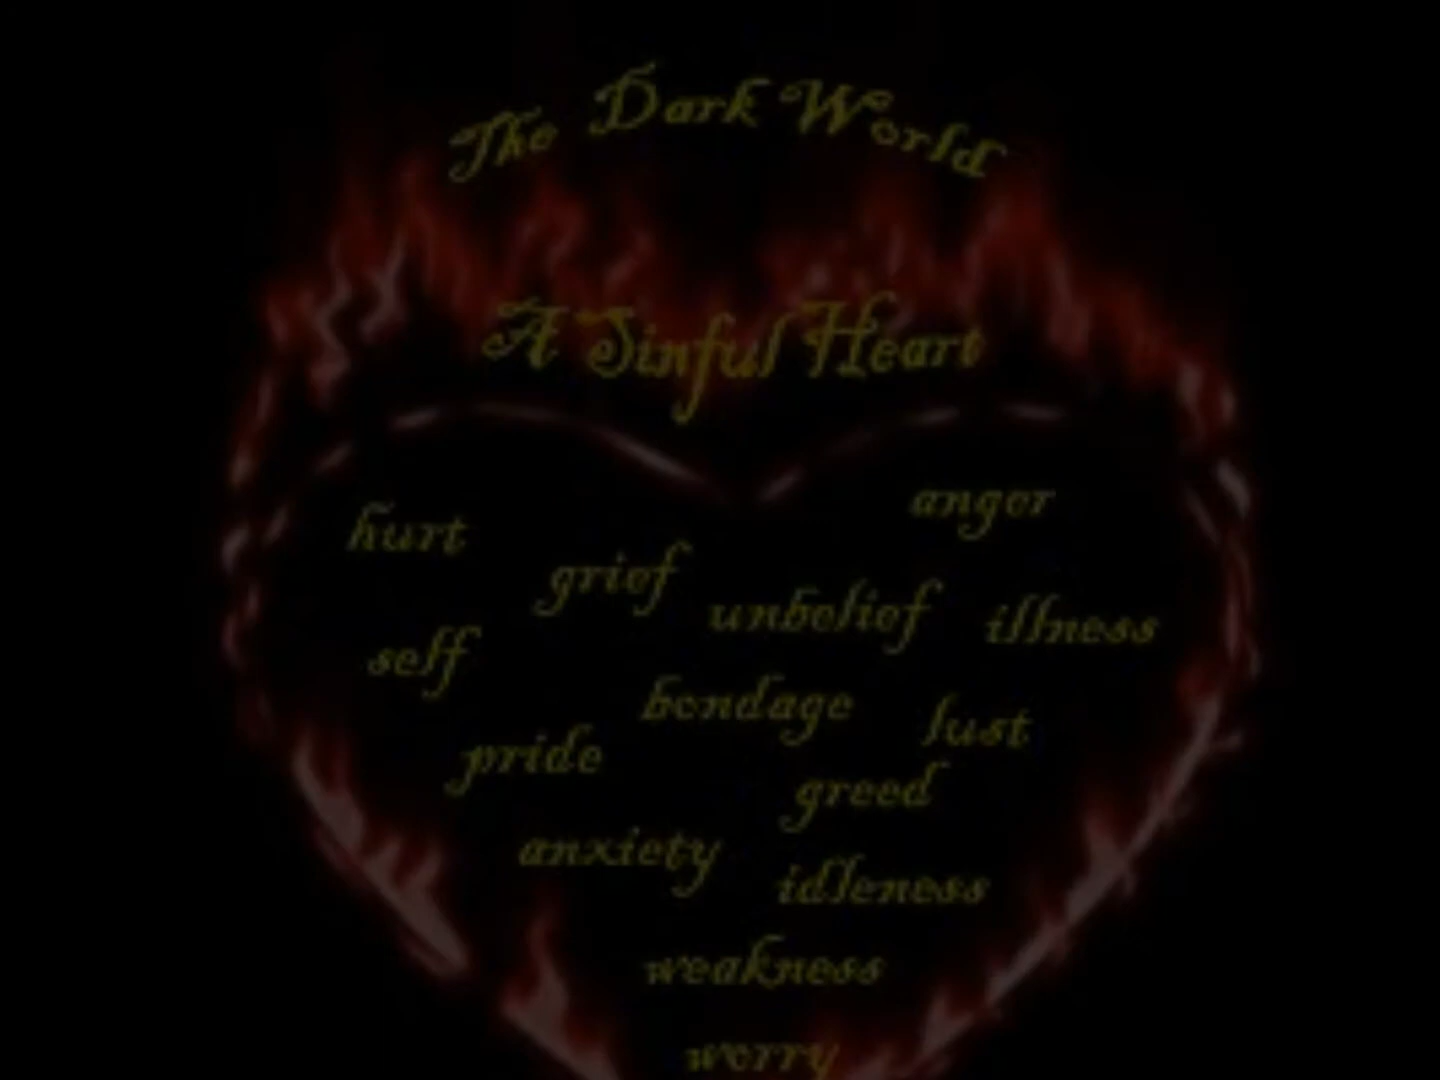 The Dark World
A Sinful Heart
anger
hurt
grief
unbelief
illness
self
bondage
lust
pride
greed
anxiety
idleness
weakness
worry